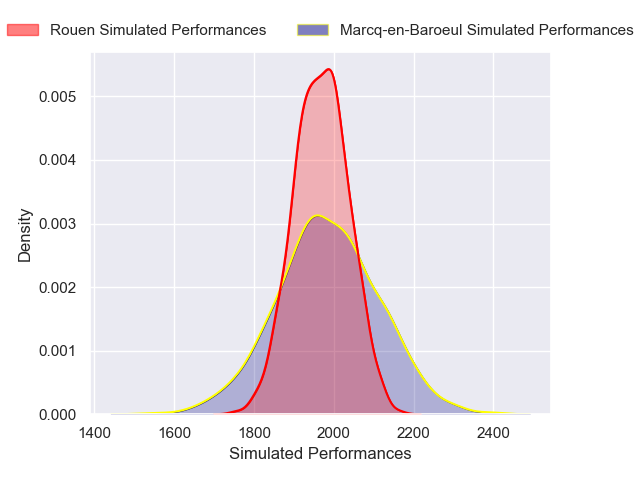 Rouen Simulated Performances Marcq-en-Baroeul Simulated Performances
0.005
0.004
0.003
0.002
0.001
0.000
Density
1400 1600 1800 2000 2200 2400
Simulated Performances